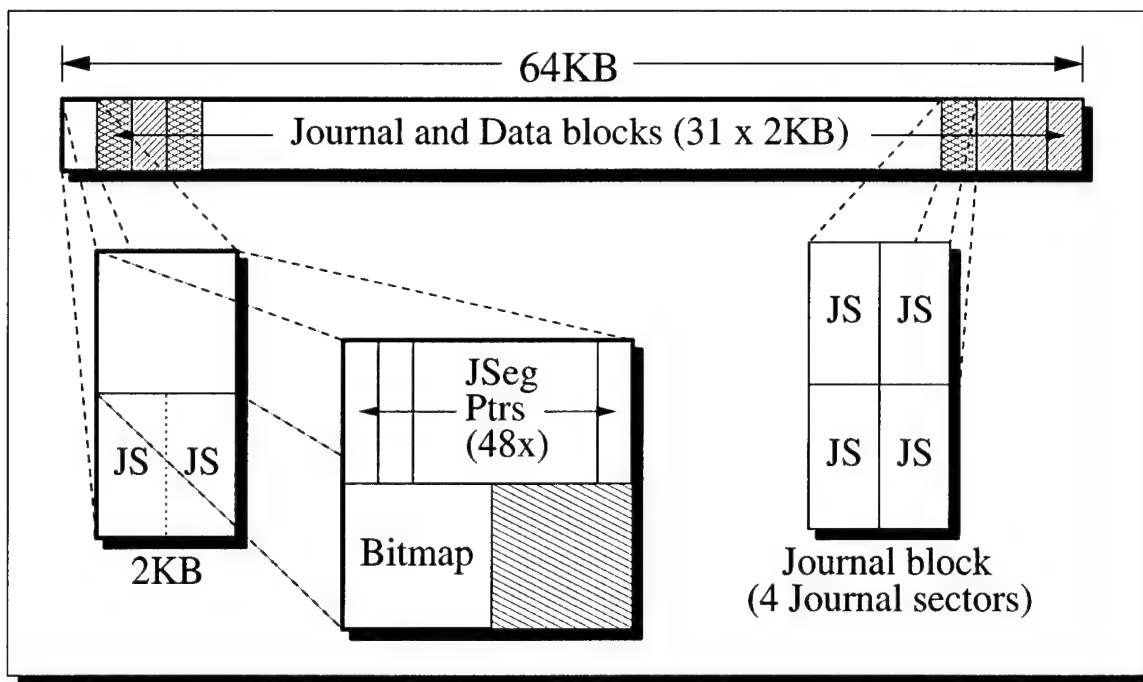 64KB
Journal and Data blocks (31 x 2KB)
JS JS
2KB
JSeg
Ptrs
(48x)
Bitmap
JS JS
JS JS
Journal block
(4 Journal sectors)